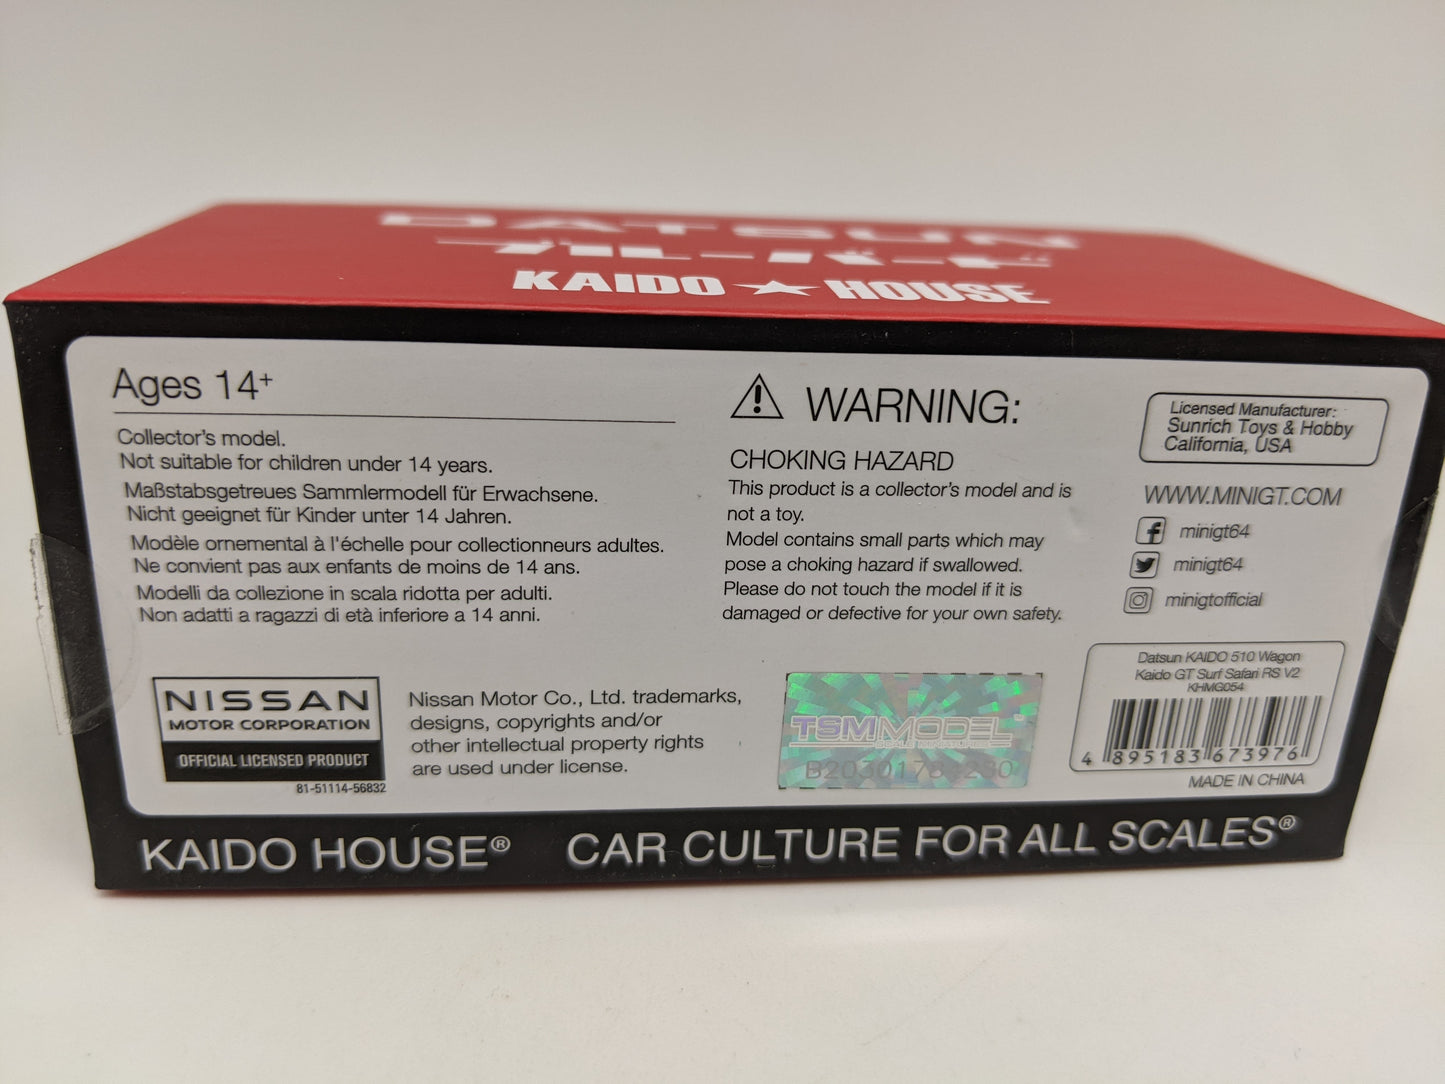 DATSUN
ブルーバード
KAIDO ★ HOUSE
Ages 14+
Collector's model.
Not suitable for children under 14 years.
Maßstabsgetreues Sammlermodell für Erwachsene.
Nicht geeignet für Kinder unter 14 Jahren.
Modèle ornemental à l'échelle pour collectionneurs adultes.
Ne convient pas aux enfants de moins de 14 ans.
Modelli da collezione in scala ridotta per adulti.
Non adatti a ragazzi di età inferiore a 14 anni.
NISSAN
MOTOR CORPORATION
OFFICIAL LICENSED PRODUCT
81-51114-56832
Nissan Motor Co., Ltd. trademarks,
designs, copyrights and/or
other intellectual property rights
are used under license.
WARNING:
CHOKING HAZARD
This product is a collector's model and is
not a toy.
Model contains small parts which may
pose a choking hazard if swallowed.
Please do not touch the model if it is
damaged or defective for your own safety.
TSMMODEL
SCALE MINIATURES
Licensed Manufacturer:
Sunrich Toys & Hobby
California, USA
WWW.MINIGT.COM
minigt64
minigt64
minigtofficial
Datsun KAIDO 510 Wagon
Kaido GT Surf Safari RS V2
KHMG054
4 895183 673976
MADE IN CHINA
KAIDO HOUSE® CAR CULTURE FOR ALL SCALES®